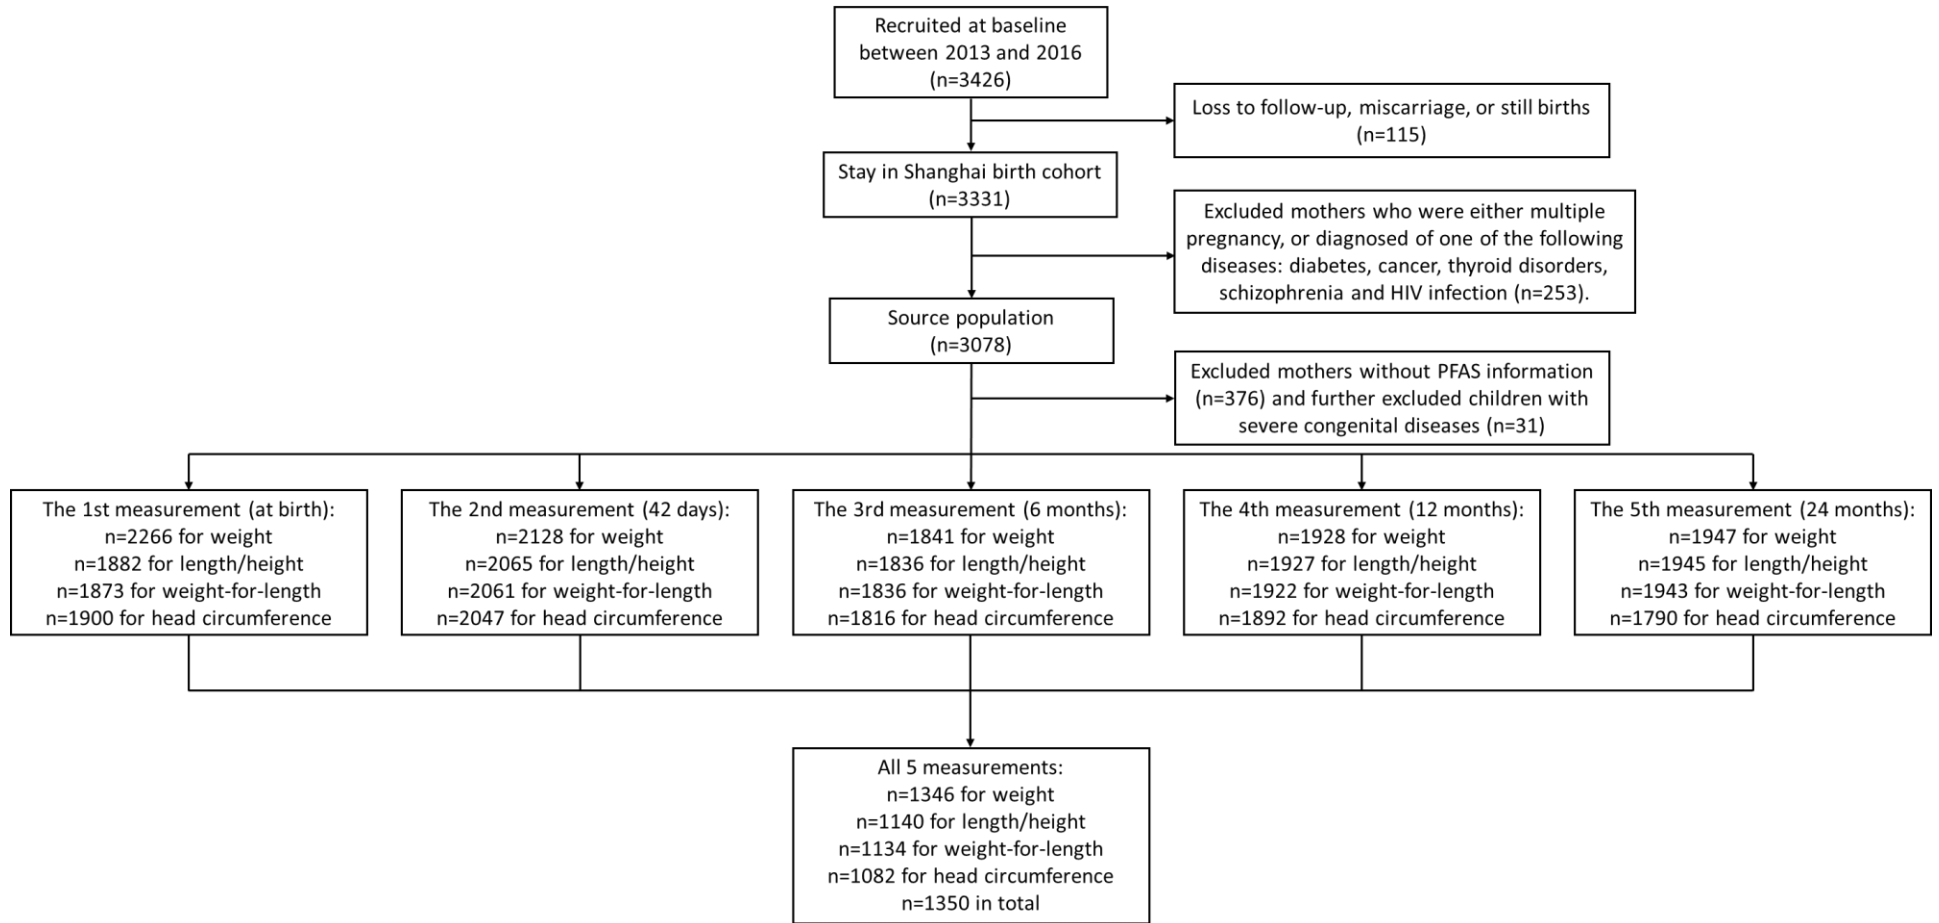 Recruited at baseline
between 2013 and 2016
(n=3426)
Loss to follow-up, miscarriage, or still births
(n=115)
Stay in Shanghai birth cohort
(n=3331)
Excluded mothers who were either multiple
pregnancy, or diagnosed of one of the following
diseases: diabetes, cancer, thyroid disorders,
schizophrenia and HIV infection (n=253).
Source population
(n=3078)
Excluded mothers without PFAS information
(n=376) and further excluded children with
severe congenital diseases (n=31)
The 1st measurement (at birth):
n=2266 for weight
n=1882 for length/height
n=1873 for weight-for-length
n=1900 for head circumference
The 2nd measurement (42 days):
n=2128 for weight
n=2065 for length/height
n=2061 for weight-for-length
n=2047 for head circumference
The 3rd measurement (6 months):
n=1841 for weight
n=1836 for length/height
n=1836 for weight-for-length
n=1816 for head circumference
The 4th measurement (12 months):
n=1928 for weight
n=1927 for length/height
n=1922 for weight-for-length
n=1892 for head circumference
The 5th measurement (24 months):
n=1947 for weight
n=1945 for length/height
n=1943 for weight-for-length
n=1790 for head circumference
All 5 measurements:
n=1346 for weight
n=1140 for length/height
n=1134 for weight-for-length
n=1082 for head circumference
n=1350 in total